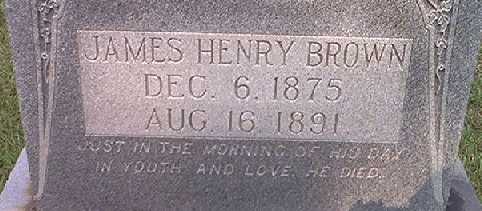 JAMES HENRY BROWN
DEC. 6. 1875
AUG 16 1891
JUST IN THE MORNING OF HIS DAY
IN YOUTH AND LOVE, HE DIED.